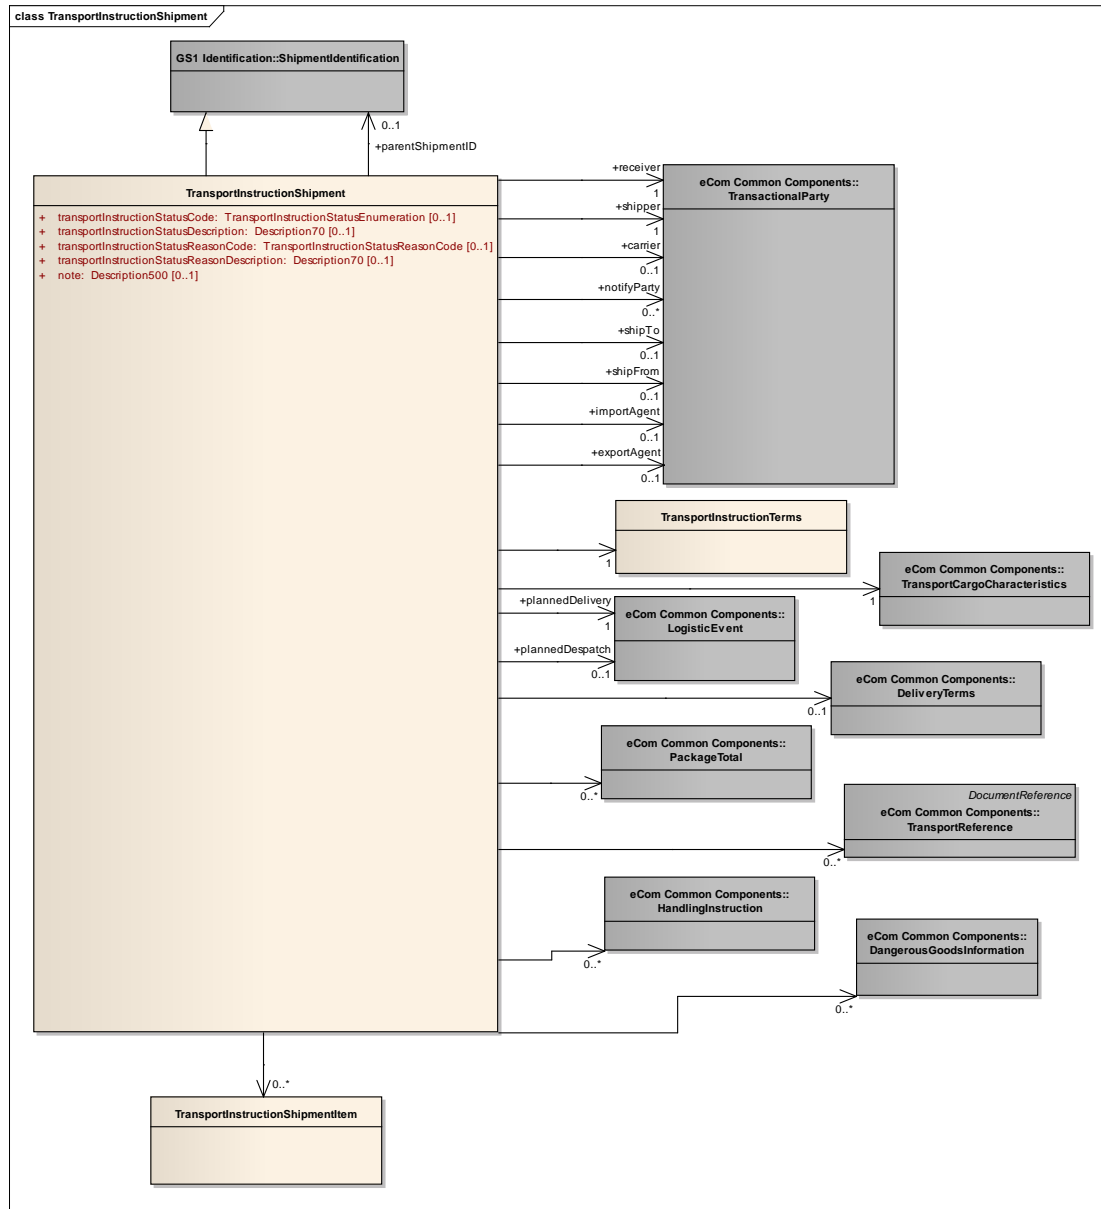 class TransportInstructionShipment
GS1 Identification::ShipmentIdentification
0..1
+parentShipmentID
TransportInstructionShipment
+ transportInstructionStatusCode: TransportInstructionStatusEnumeration [0..1]
+ transportInstructionStatusDescription: Description70 [0..1]
+ transportInstructionStatusReasonCode: TransportInstructionStatusReasonCode [0..1]
+ transportInstructionStatusReasonDescription: Description70 [0..1]
+ note: Description500 [0..1]
+receiver
1
+shipper
1
+carrier
0..1
+notifyParty
0..*
+shipTo
0..1
+shipFrom
0..1
+importAgent
0..1
+exportAgent
0..1
eCom Common Components::
TransactionalParty
TransportInstructionTerms
1
eCom Common Components::
TransportCargoCharacteristics
1
+plannedDelivery
1
+plannedDespatch
0..1
eCom Common Components::
LogisticEvent
eCom Common Components::
DeliveryTerms
0..1
eCom Common Components::
PackageTotal
0..*
DocumentReference
eCom Common Components::
TransportReference
0..*
eCom Common Components::
HandlingInstruction
0..*
eCom Common Components::
DangerousGoodsInformation
0..*
0..*
TransportInstructionShipmentItem